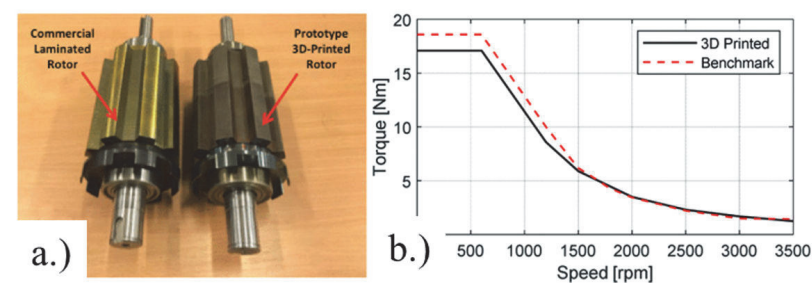 Commercial
Laminated
Rotor
Prototype
3D-Printed
Rotor
a.)
20
15
10
5
Torque [Nm]
3D Printed
Benchmark
500 1000 1500 2000 2500 3000 3500
Speed [rpm]
b.)